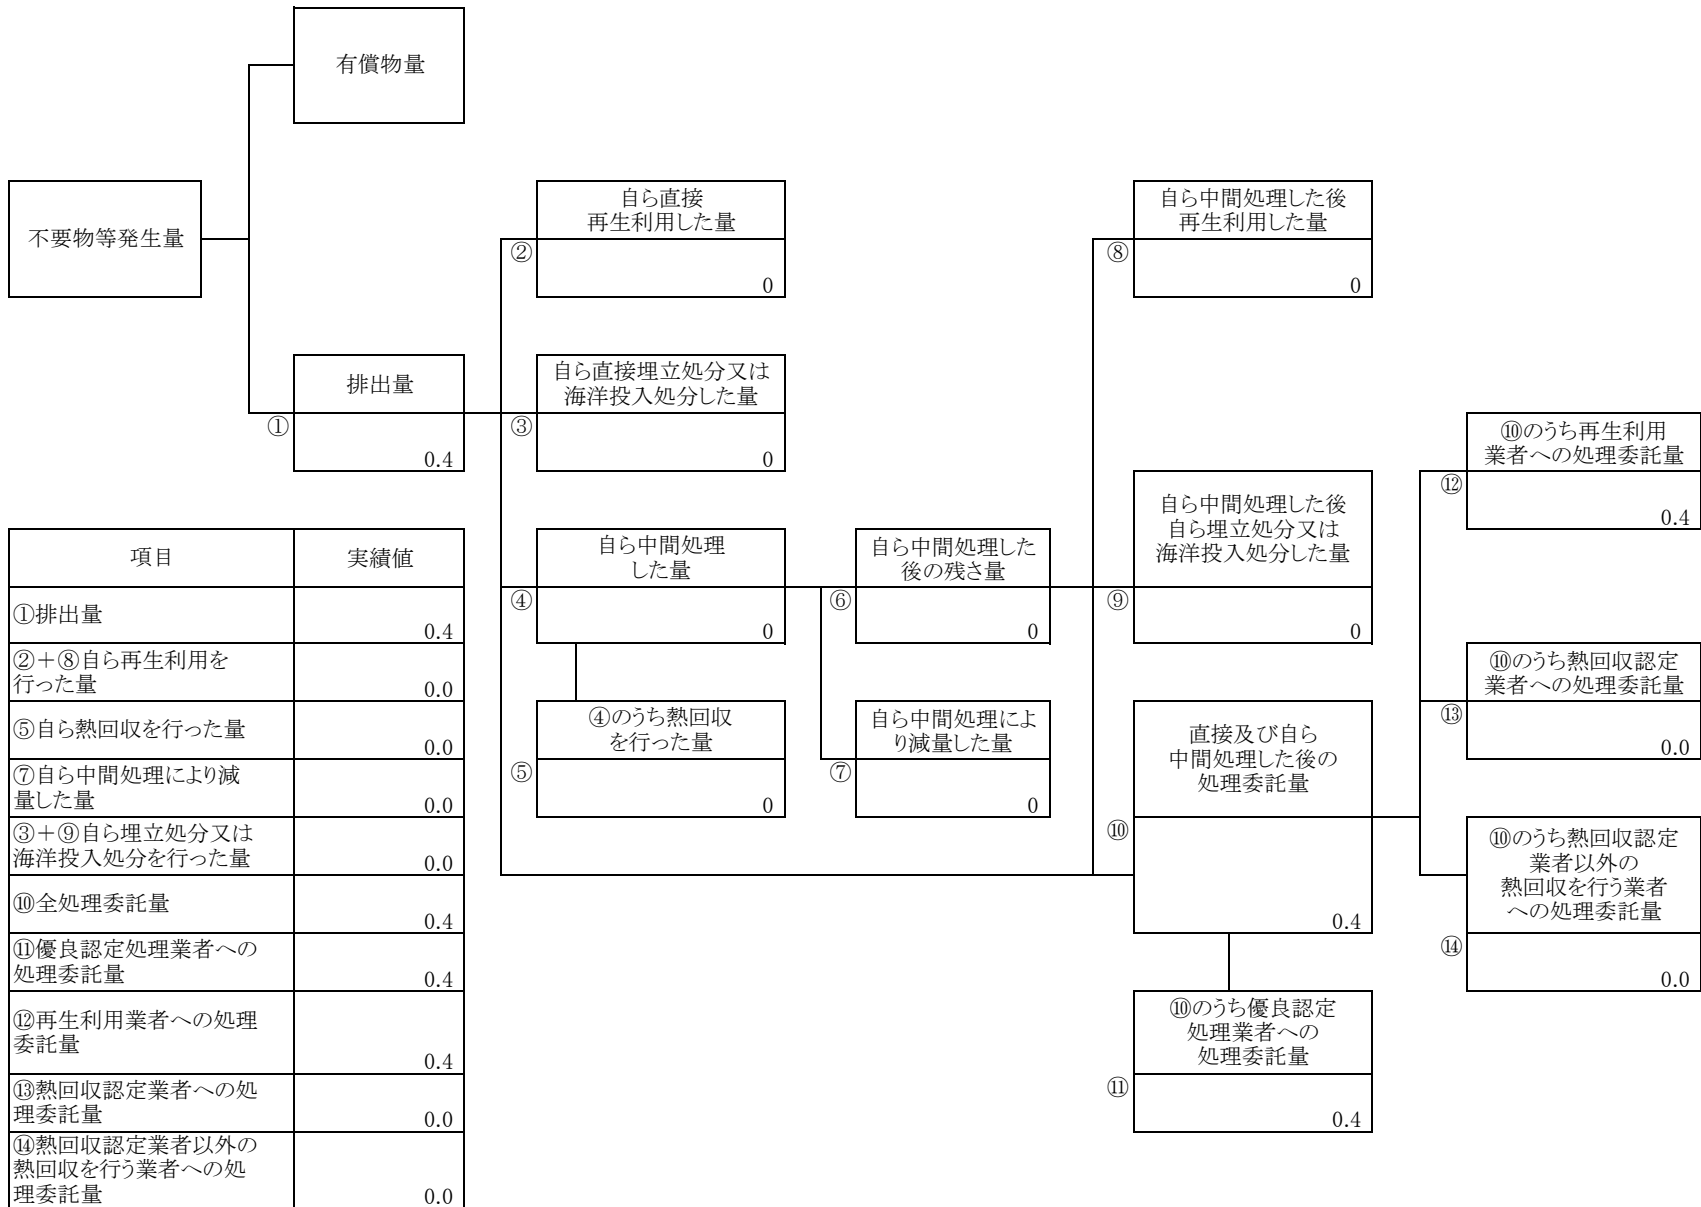 有償物量
不要物等発生量
自ら直接
再生利用した量
②
0
自ら中間処理した後
再生利用した量
⑧
0
排出量
①
0.4
自ら直接埋立処分又は
海洋投入処分した量
③
0
⑩のうち再生利用
業者への処理委託量
⑫
0.4
自ら中間処理
した量
④
0
自ら中間処理した
後の残さ量
⑥
0
自ら中間処理した後
自ら埋立処分又は
海洋投入処分した量
⑨
0
⑩のうち熱回収認定
業者への処理委託量
⑬
0.0
④のうち熱回収
を行った量
⑤
0
自ら中間処理によ
り減量した量
⑦
0
直接及び自ら
中間処理した後の
処理委託量
⑩
0.4
⑩のうち熱回収認定
業者以外の
熱回収を行う業者
への処理委託量
⑭
0.0
⑩のうち優良認定
処理業者への
処理委託量
⑪
0.4
項目 実績値
①排出量
0.4
②+⑧自ら再生利用を
行った量 0.0
⑤自ら熱回収を行った量
0.0
⑦自ら中間処理により減
量した量 0.0
③+⑨自ら埋立処分又は
海洋投入処分を行った量 0.0
⑩全処理委託量
0.4
⑪優良認定処理業者への
処理委託量 0.4
⑫再生利用業者への処理
委託量
0.4
⑬熱回収認定業者への処
理委託量 0.0
⑭熱回収認定業者以外の
熱回収を行う業者への処
理委託量 0.0